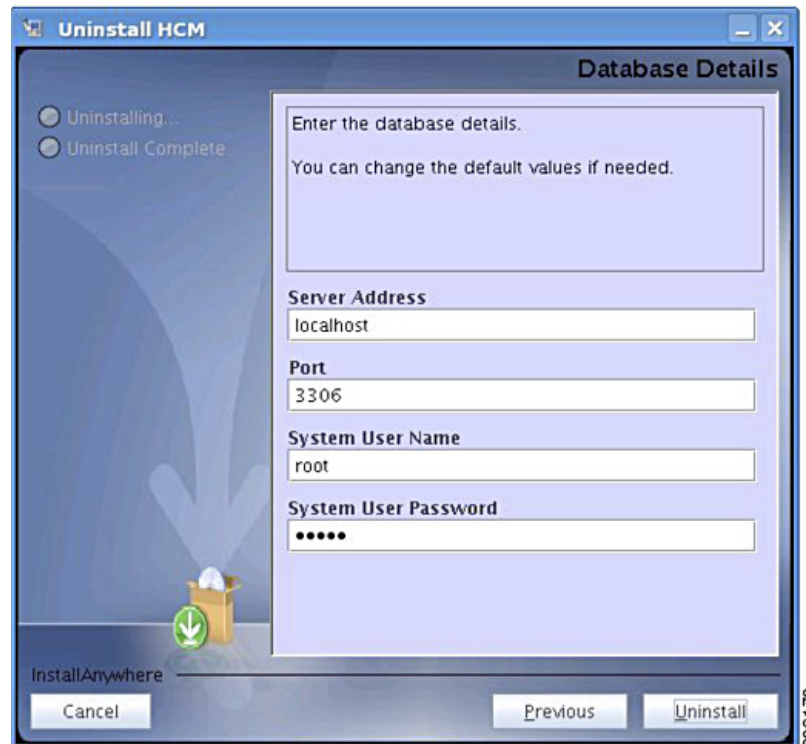 Uninstall HCM
Database Details
Uninstalling...
Uninstall Complete
Enter the database details.
You can change the default values if needed.
Server Address
localhost
Port
3306
System User Name
root
System User Password
•••••
InstallAnywhere
Cancel
Previous
Uninstall